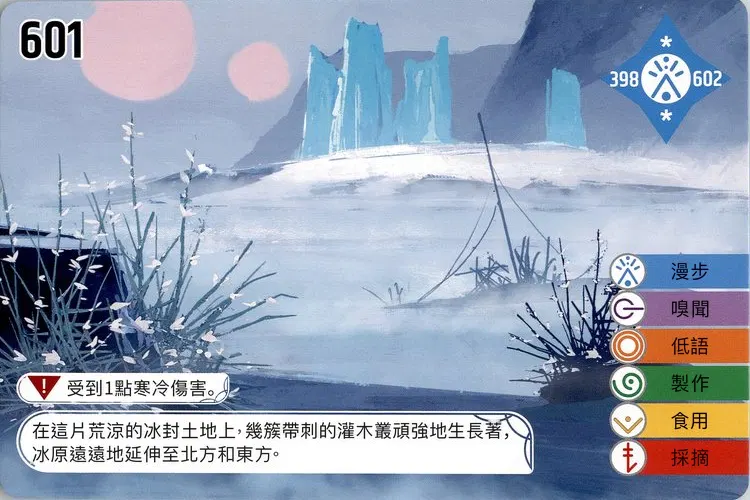 601
*
398 602
*
漫步
嗅聞
低語
製作
食用
採摘
! 受到1點寒冷傷害。
在這片荒涼的冰封土地上,幾簇帶刺的灌木叢頑強地生長著,
冰原遠遠地延伸至北方和東方。